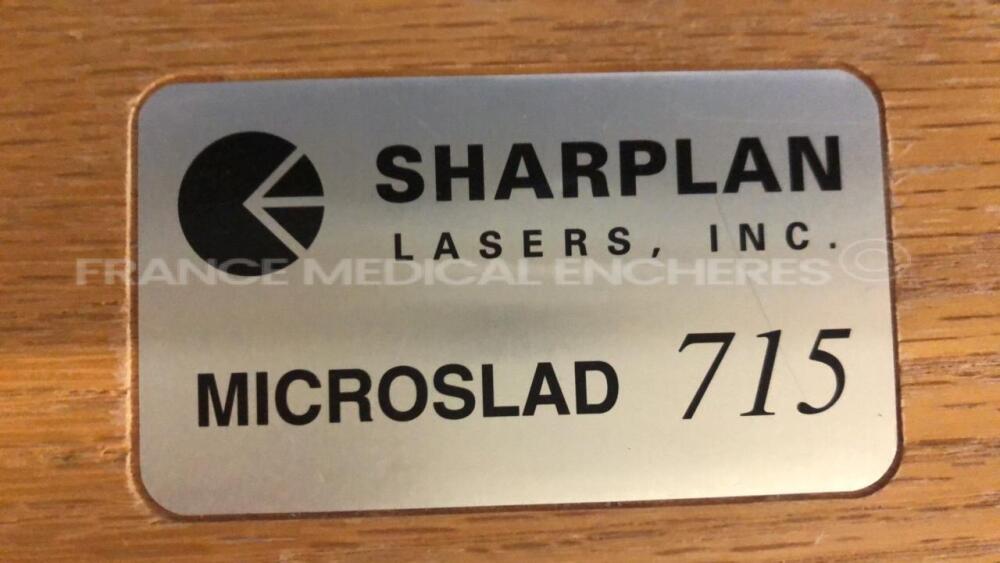 SHARPLAN
LASERS, INC.
FRANCE MEDICAL ENCHERES ©
MICROSLAD 715